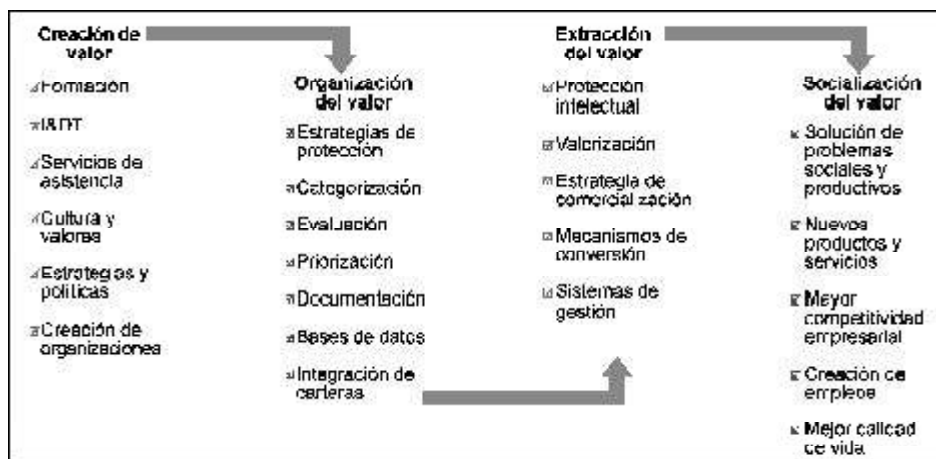 Creación de
valor
Formación
I&DT
Servicios de
asistencia
Cultura y
valores
Estrategias y
políticas
Creación de
organizaciones
Organización
del valor
Estrategias de
protección
Categorización
Evaluación
Priorización
Documentación
Bases de datos
Integración de
carteras
Extracción
del valor
Protección
intelectual
Valorización
Estrategia de
comercialización
Mecanismos de
conversión
Sistemas de
gestión
Socialización
del valor
Solución de
problemas
sociales y
productivos
Nuevos
productos y
servicios
Mayor
competitividad
empresarial
Creación de
empleos
Mejor calidad
de vida